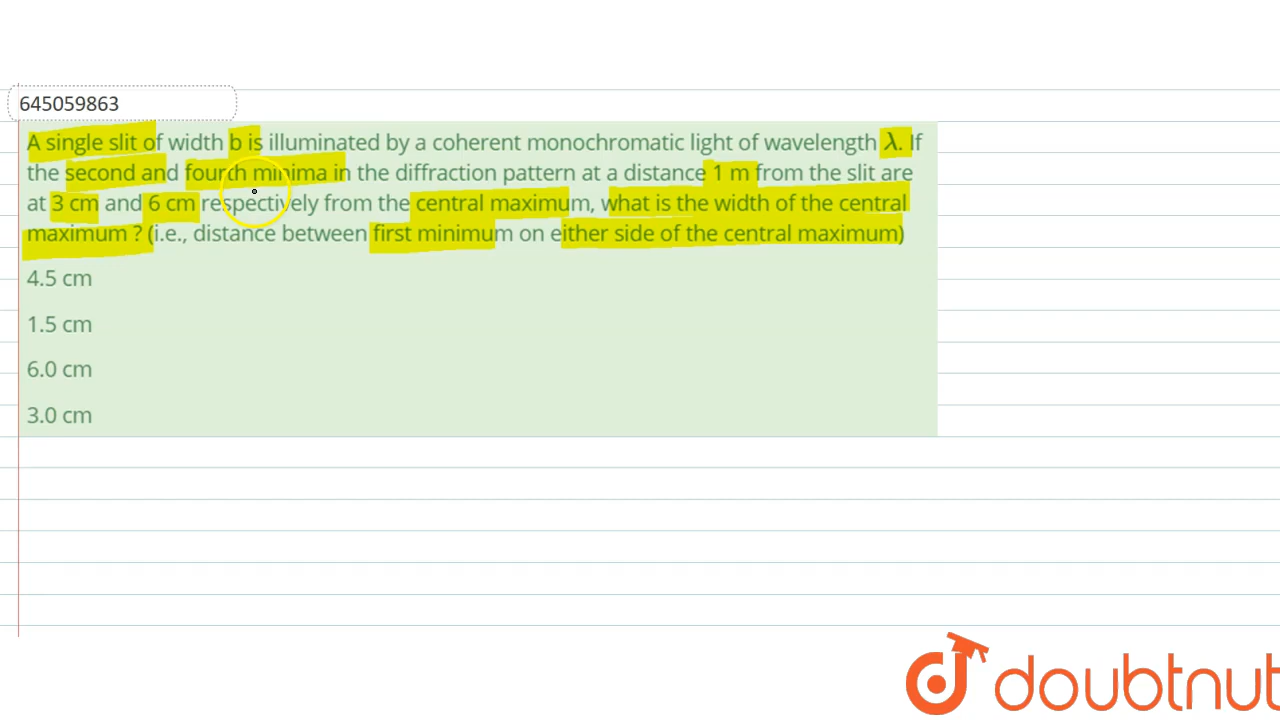 645059863
A single slit of width b is illuminated by a coherent monochromatic light of wavelength λ. If
the second and fourth minima in the diffraction pattern at a distance 1 m from the slit are
at 3 cm and 6 cm respectively from the central maximum, what is the width of the central
maximum ? (i.e., distance between first minimum on either side of the central maximum)
4.5 cm
1.5 cm
6.0 cm
3.0 cm
doubtnut